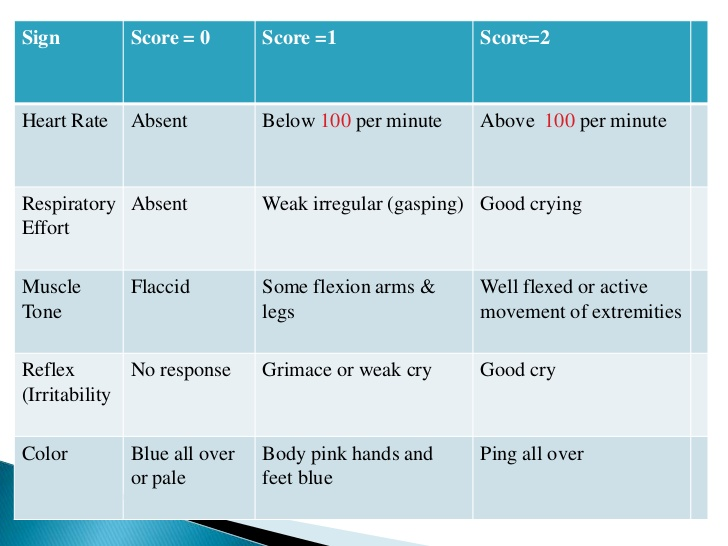 Sign Score = 0 Score =1 Score=2
Heart Rate Absent Below 100 per minute Above 100 per minute
Respiratory Effort Absent Weak irregular (gasping) Good crying
Muscle Tone Flaccid Some flexion arms & legs Well flexed or active movement of extremities
Reflex (Irritability No response Grimace or weak cry Good cry
Color Blue all over or pale Body pink hands and feet blue Ping all over